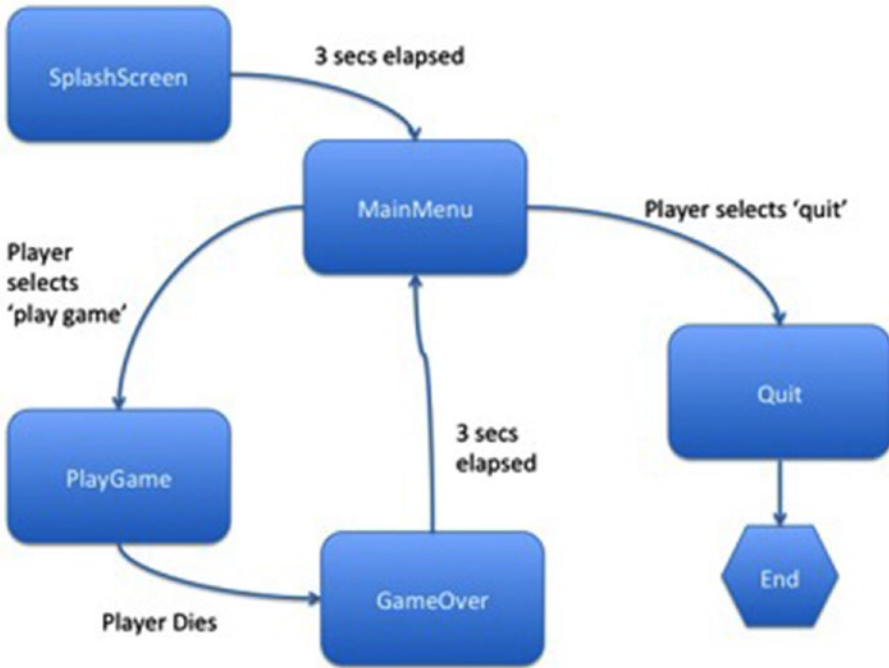 3 secs elapsed
SplashScreen
MainMenu
Player selects ‘quit’
Player
selects
‘play game’
Quit
3 secs
elapsed
PlayGame
End
GameOver
Player Dies